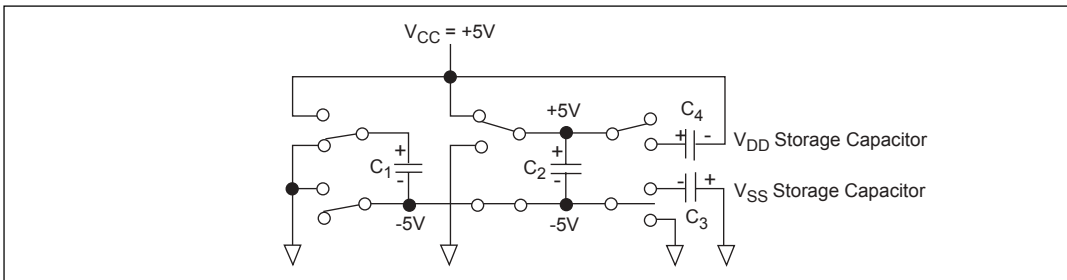 V_CC = +5V
+5V
C_4
+ - V_DD Storage Capacitor
+ +
C_1 C_2
- - - + V_SS Storage Capacitor
-5V -5V C_3